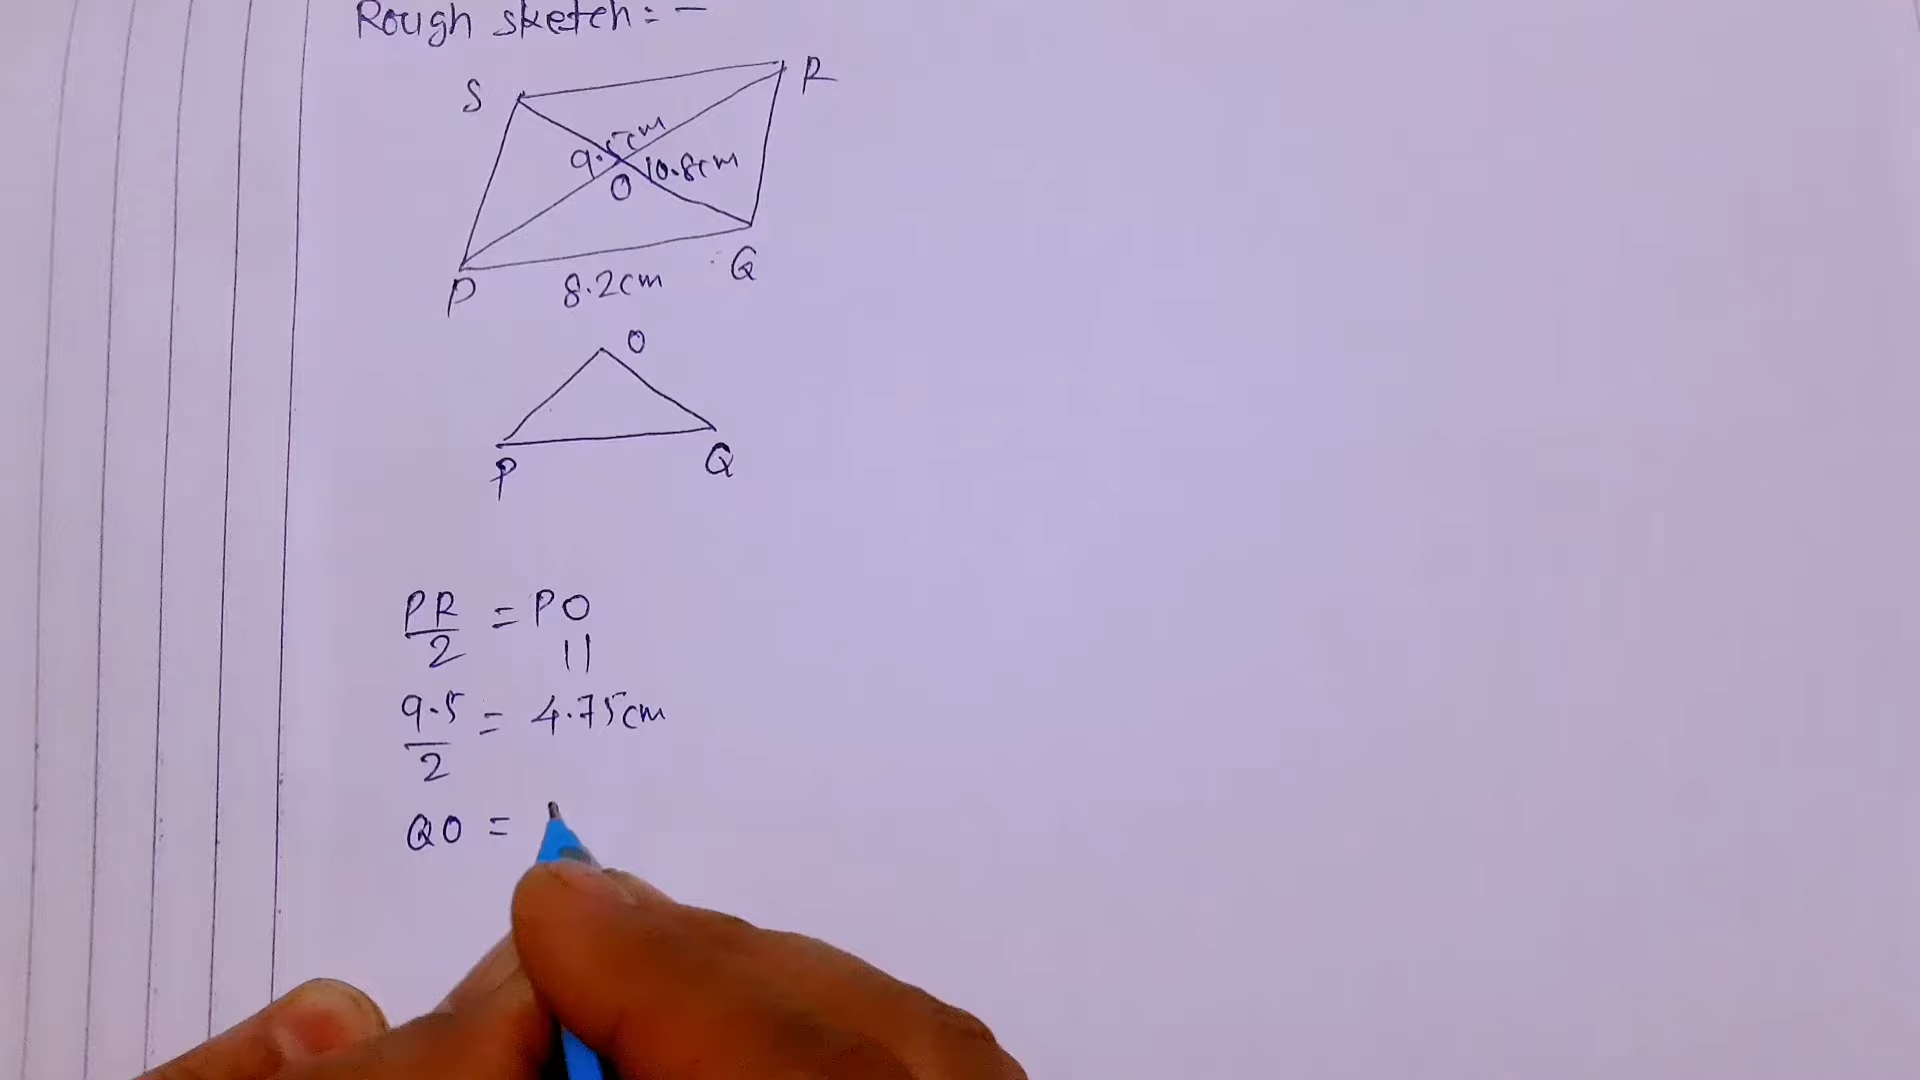 Rough sketch: -
S R
9.5cm
10.8cm
O
P 8.2cm Q
O
P Q
PR/2 = PO
||
9.5/2 = 4.75cm
QO =